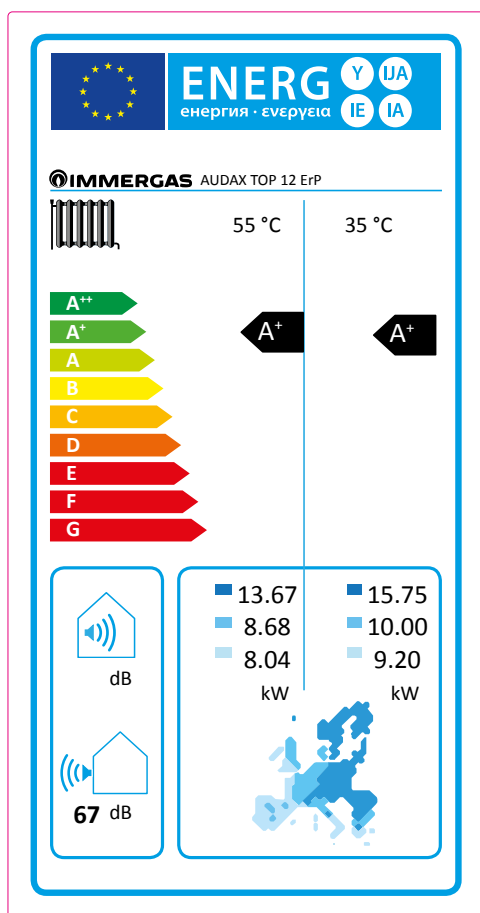 ENERG Y IJA
енергия · ενεργεια IE IA
IMMERGAS AUDAX TOP 12 ErP
55 °C 35 °C
A++
A+ A+ A+
A
B
C
D
E
F
G
13.67 15.75
8.68 10.00
8.04 9.20
kW kW
dB
67 dB